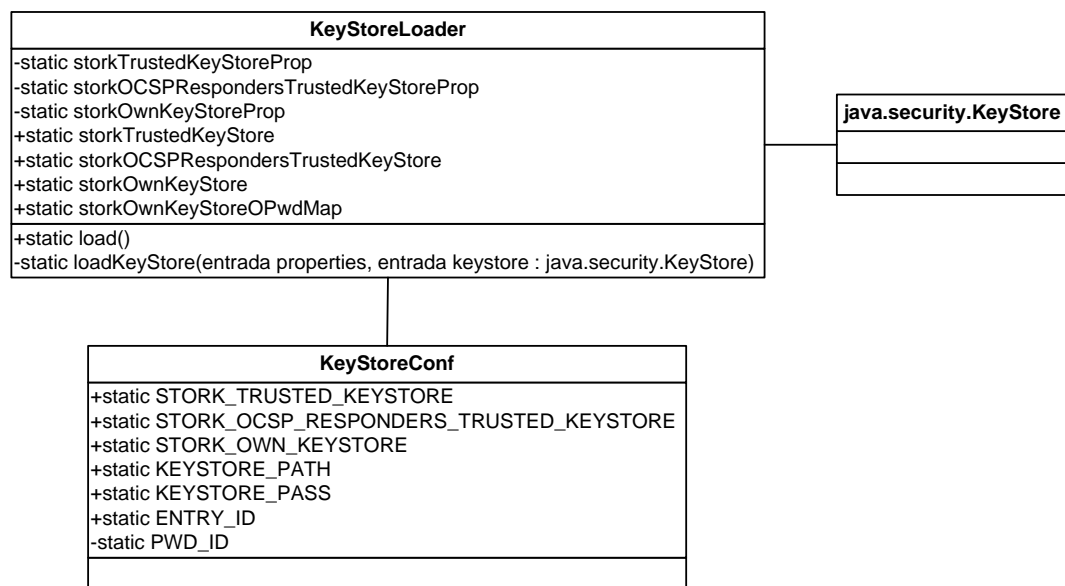 KeyStoreLoader
-static storkTrustedKeyStoreProp
-static storkOCSPRespondersTrustedKeyStoreProp
-static storkOwnKeyStoreProp
+static storkTrustedKeyStore
+static storkOCSPRespondersTrustedKeyStore
+static storkOwnKeyStore
+static storkOwnKeyStoreOPwdMap
+static load()
-static loadKeyStore(entrada properties, entrada keystore : java.security.KeyStore)
java.security.KeyStore
KeyStoreConf
+static STORK_TRUSTED_KEYSTORE
+static STORK_OCSP_RESPONDERS_TRUSTED_KEYSTORE
+static STORK_OWN_KEYSTORE
+static KEYSTORE_PATH
+static KEYSTORE_PASS
+static ENTRY_ID
-static PWD_ID